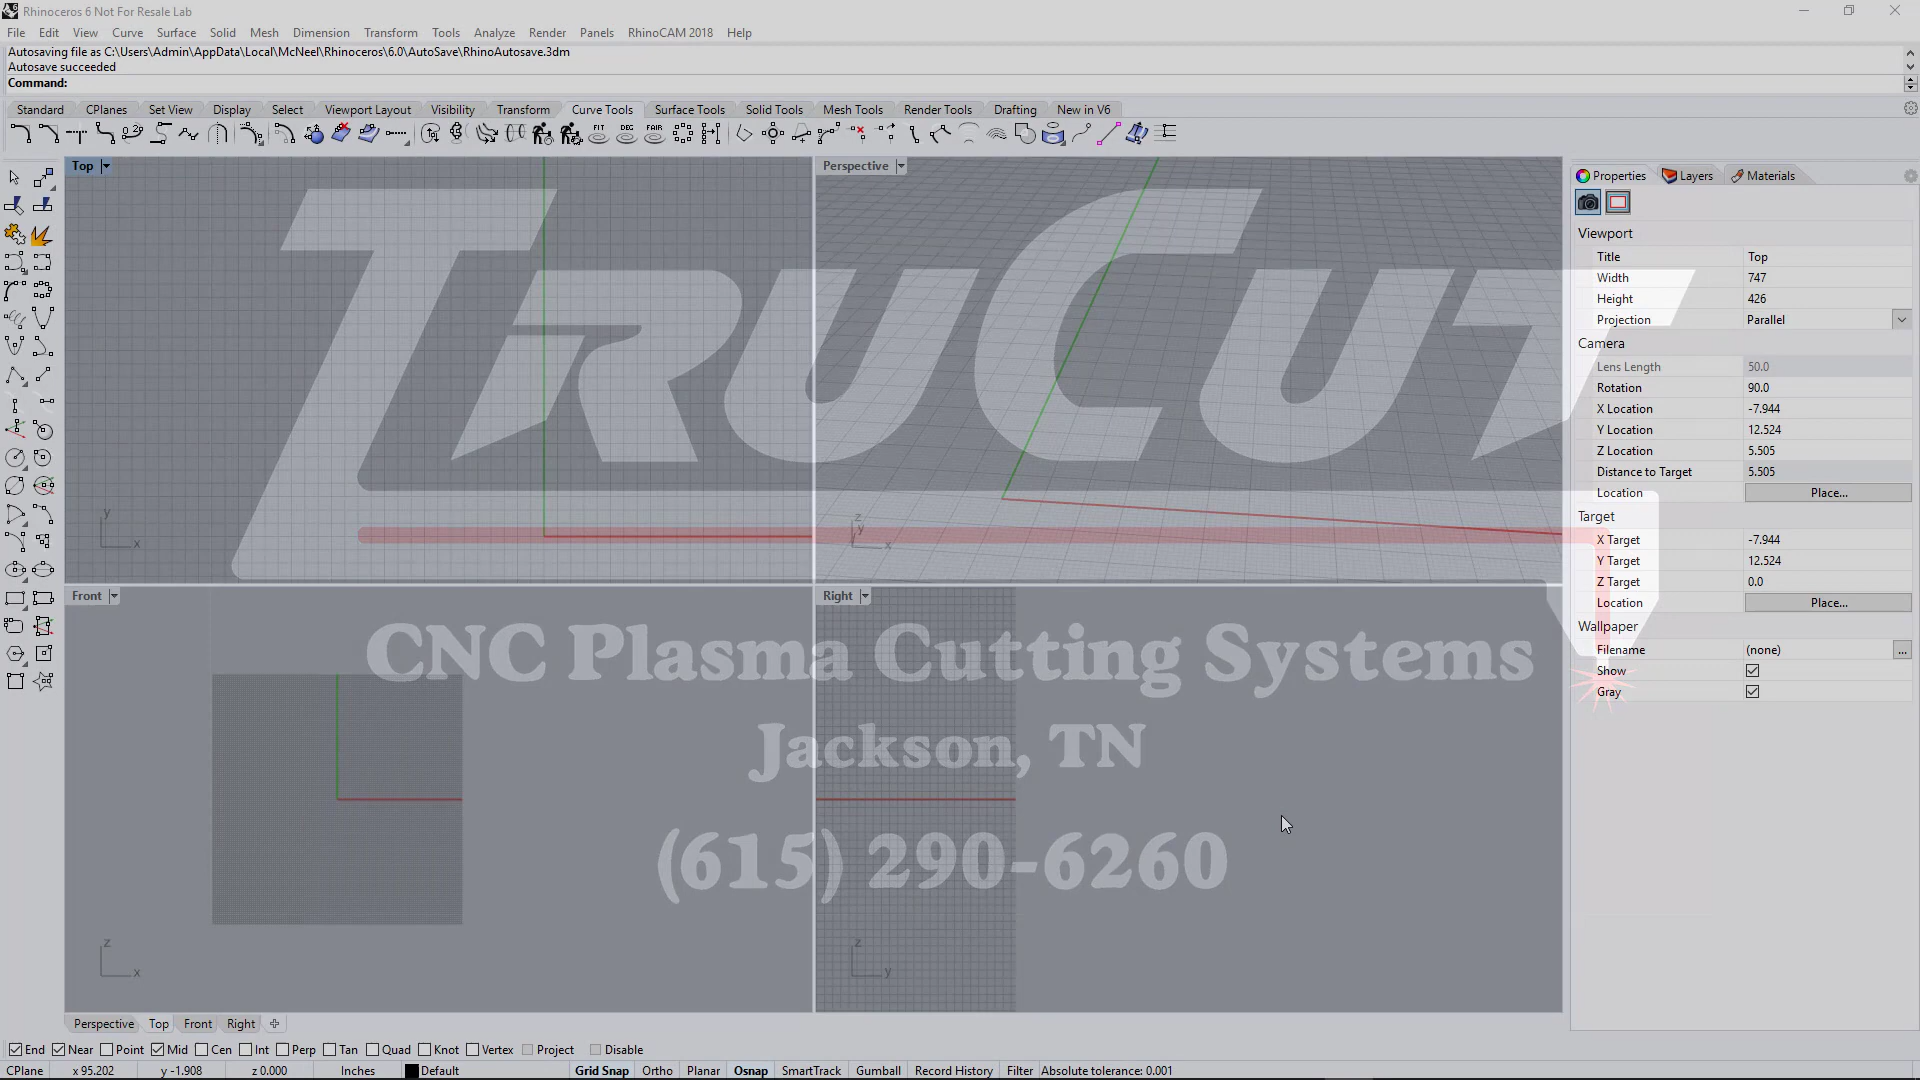 Rhinoceros 6 Not For Resale Lab
File Edit View Curve Surface Solid Mesh Dimension Transform Tools Analyze Render Panels RhinoCAM 2018 Help
Autosaving file as C:\Users\Admin\AppData\Local\McNeel\Rhinoceros\6.0\AutoSave\RhinoAutosave.3dm
Autosave succeeded
Command:
Standard CPlanes Set View Display Select Viewport Layout Visibility Transform Curve Tools Surface Tools Solid Tools Mesh Tools Render Tools Drafting New in V6
FIT DEG FAIR
Top
Perspective
Properties Layers Materials
TruCut
Viewport
Title Top
Width 747
Height 426
Projection Parallel
Camera
Lens Length 50.0
Rotation 90.0
X Location -7.944
Y Location 12.524
Z Location 5.505
Distance to Target 5.505
Location Place...
Target
X Target -7.944
Y Target 12.524
Z Target 0.0
Location Place...
Wallpaper
Filename (none) ...
Show
Gray
y x
z y x
Front
Right
CNC Plasma Cutting Systems
Jackson, TN
(615) 290-6260
z x
z y
Perspective Top Front Right
End Near Point Mid Cen Int Perp Tan Quad Knot Vertex Project Disable
CPlane x 95.202 y -1.908 z 0.000 Inches Default Grid Snap Ortho Planar Osnap SmartTrack Gumball Record History Filter Absolute tolerance: 0.001